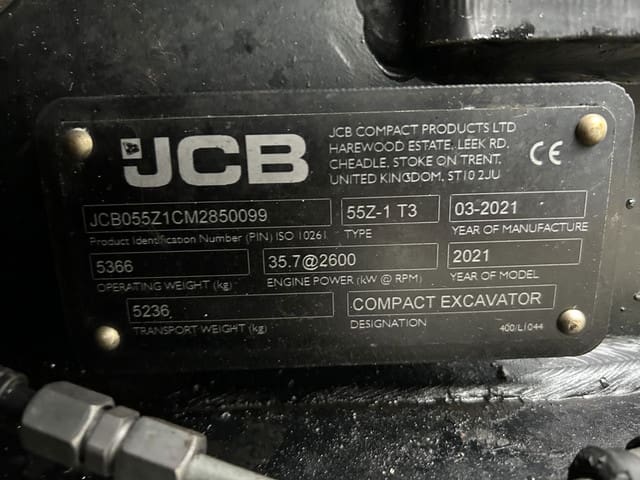 JCB
JCB COMPACT PRODUCTS LTD
HAREWOOD ESTATE, LEEK RD.
CHEADLE, STOKE ON TRENT.
UNITED KINGDOM. ST10 2JU
CE
JCB055Z1CM2850099
55Z-1 T3
03-2021
Product Identification Number (PIN) ISO 10261
TYPE
YEAR OF MANUFACTURE
5366
35.7@2600
2021
OPERATING WEIGHT (kg)
ENGINE POWER (kW @ RPM)
YEAR OF MODEL
5236
COMPACT EXCAVATOR
TRANSPORT WEIGHT (kg)
DESIGNATION
400/L1044